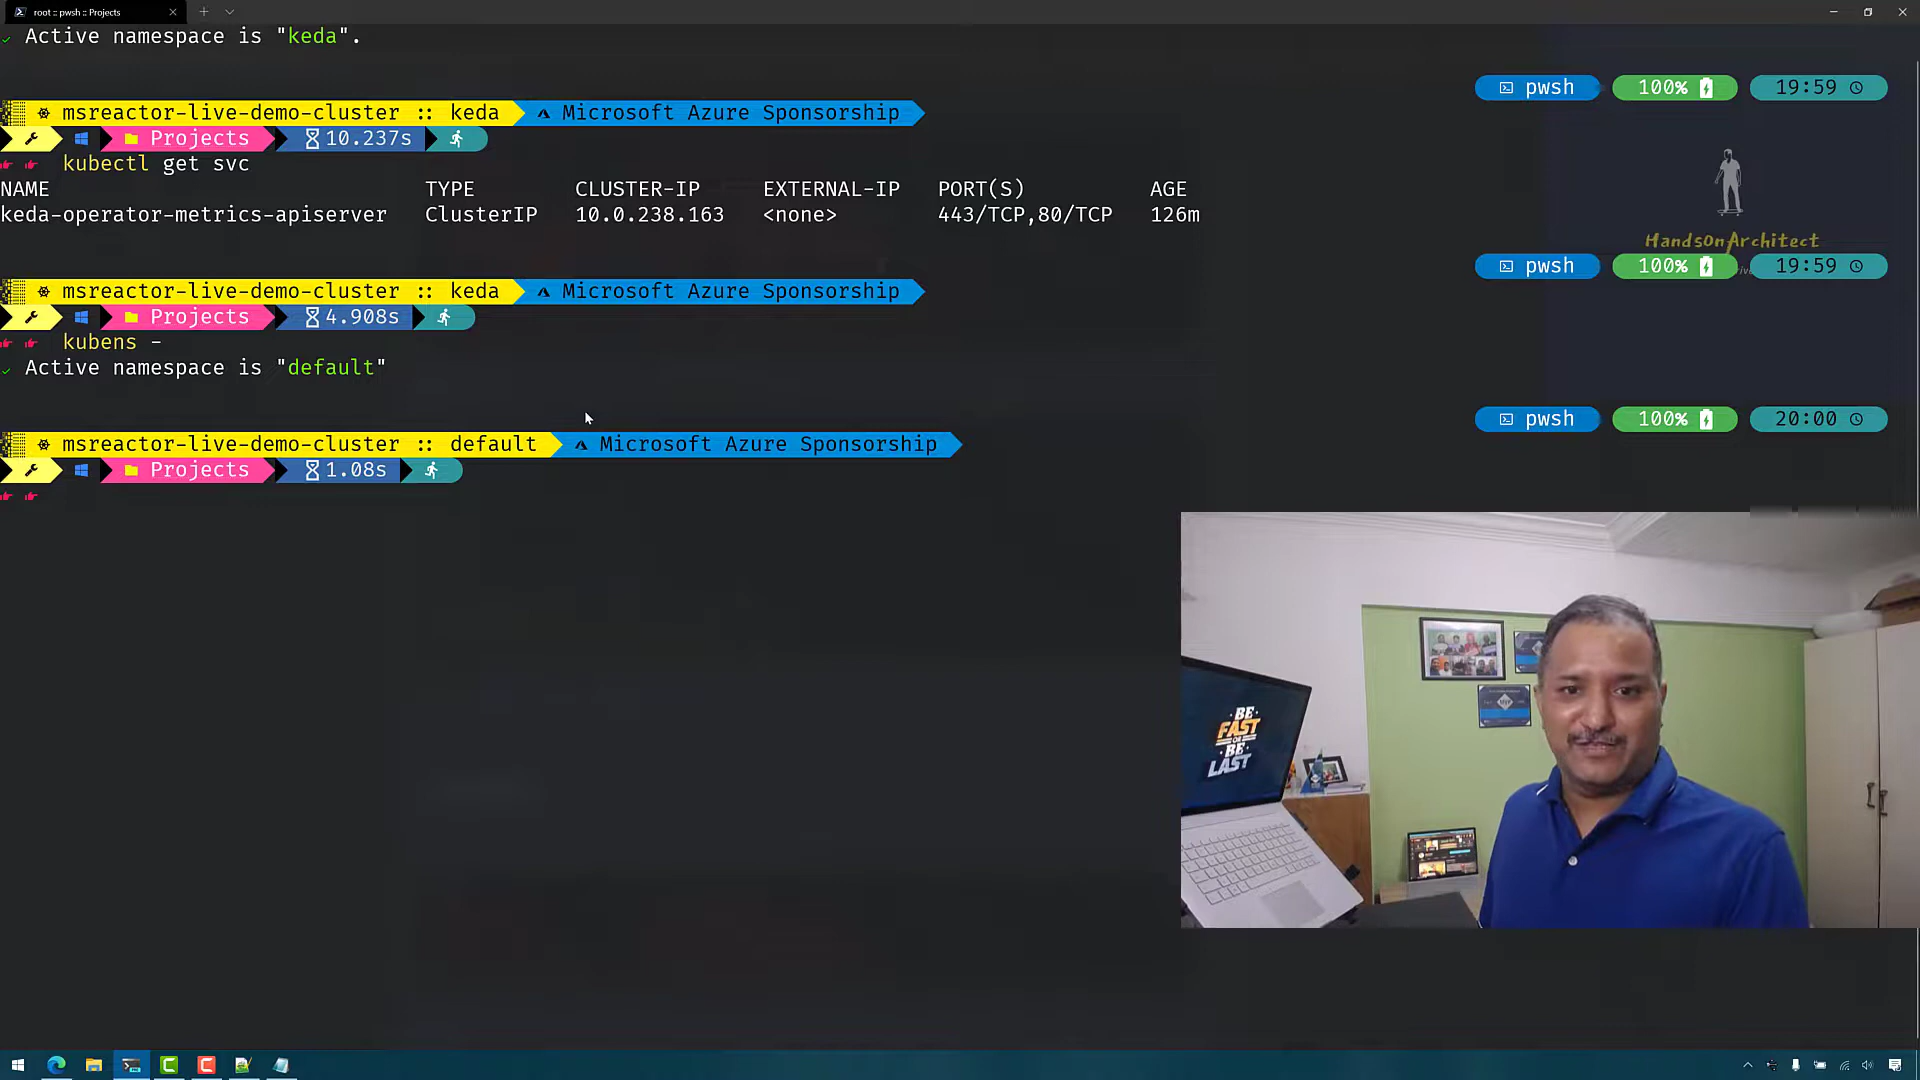 root :: pwsh :: Projects
Active namespace is "keda".
pwsh 100% 19:59
msreactor-live-demo-cluster :: keda Microsoft Azure Sponsorship
Projects 10.237s
kubectl get svc
NAME TYPE CLUSTER-IP EXTERNAL-IP PORT(S) AGE
keda-operator-metrics-apiserver ClusterIP 10.0.238.163 <none> 443/TCP,80/TCP 126m
HandsOnArchitect
pwsh 100% 19:59
msreactor-live-demo-cluster :: keda Microsoft Azure Sponsorship
Projects 4.908s
kubens -
Active namespace is "default"
pwsh 100% 20:00
msreactor-live-demo-cluster :: default Microsoft Azure Sponsorship
Projects 1.08s
BE
FAST
OR
BE
LAST